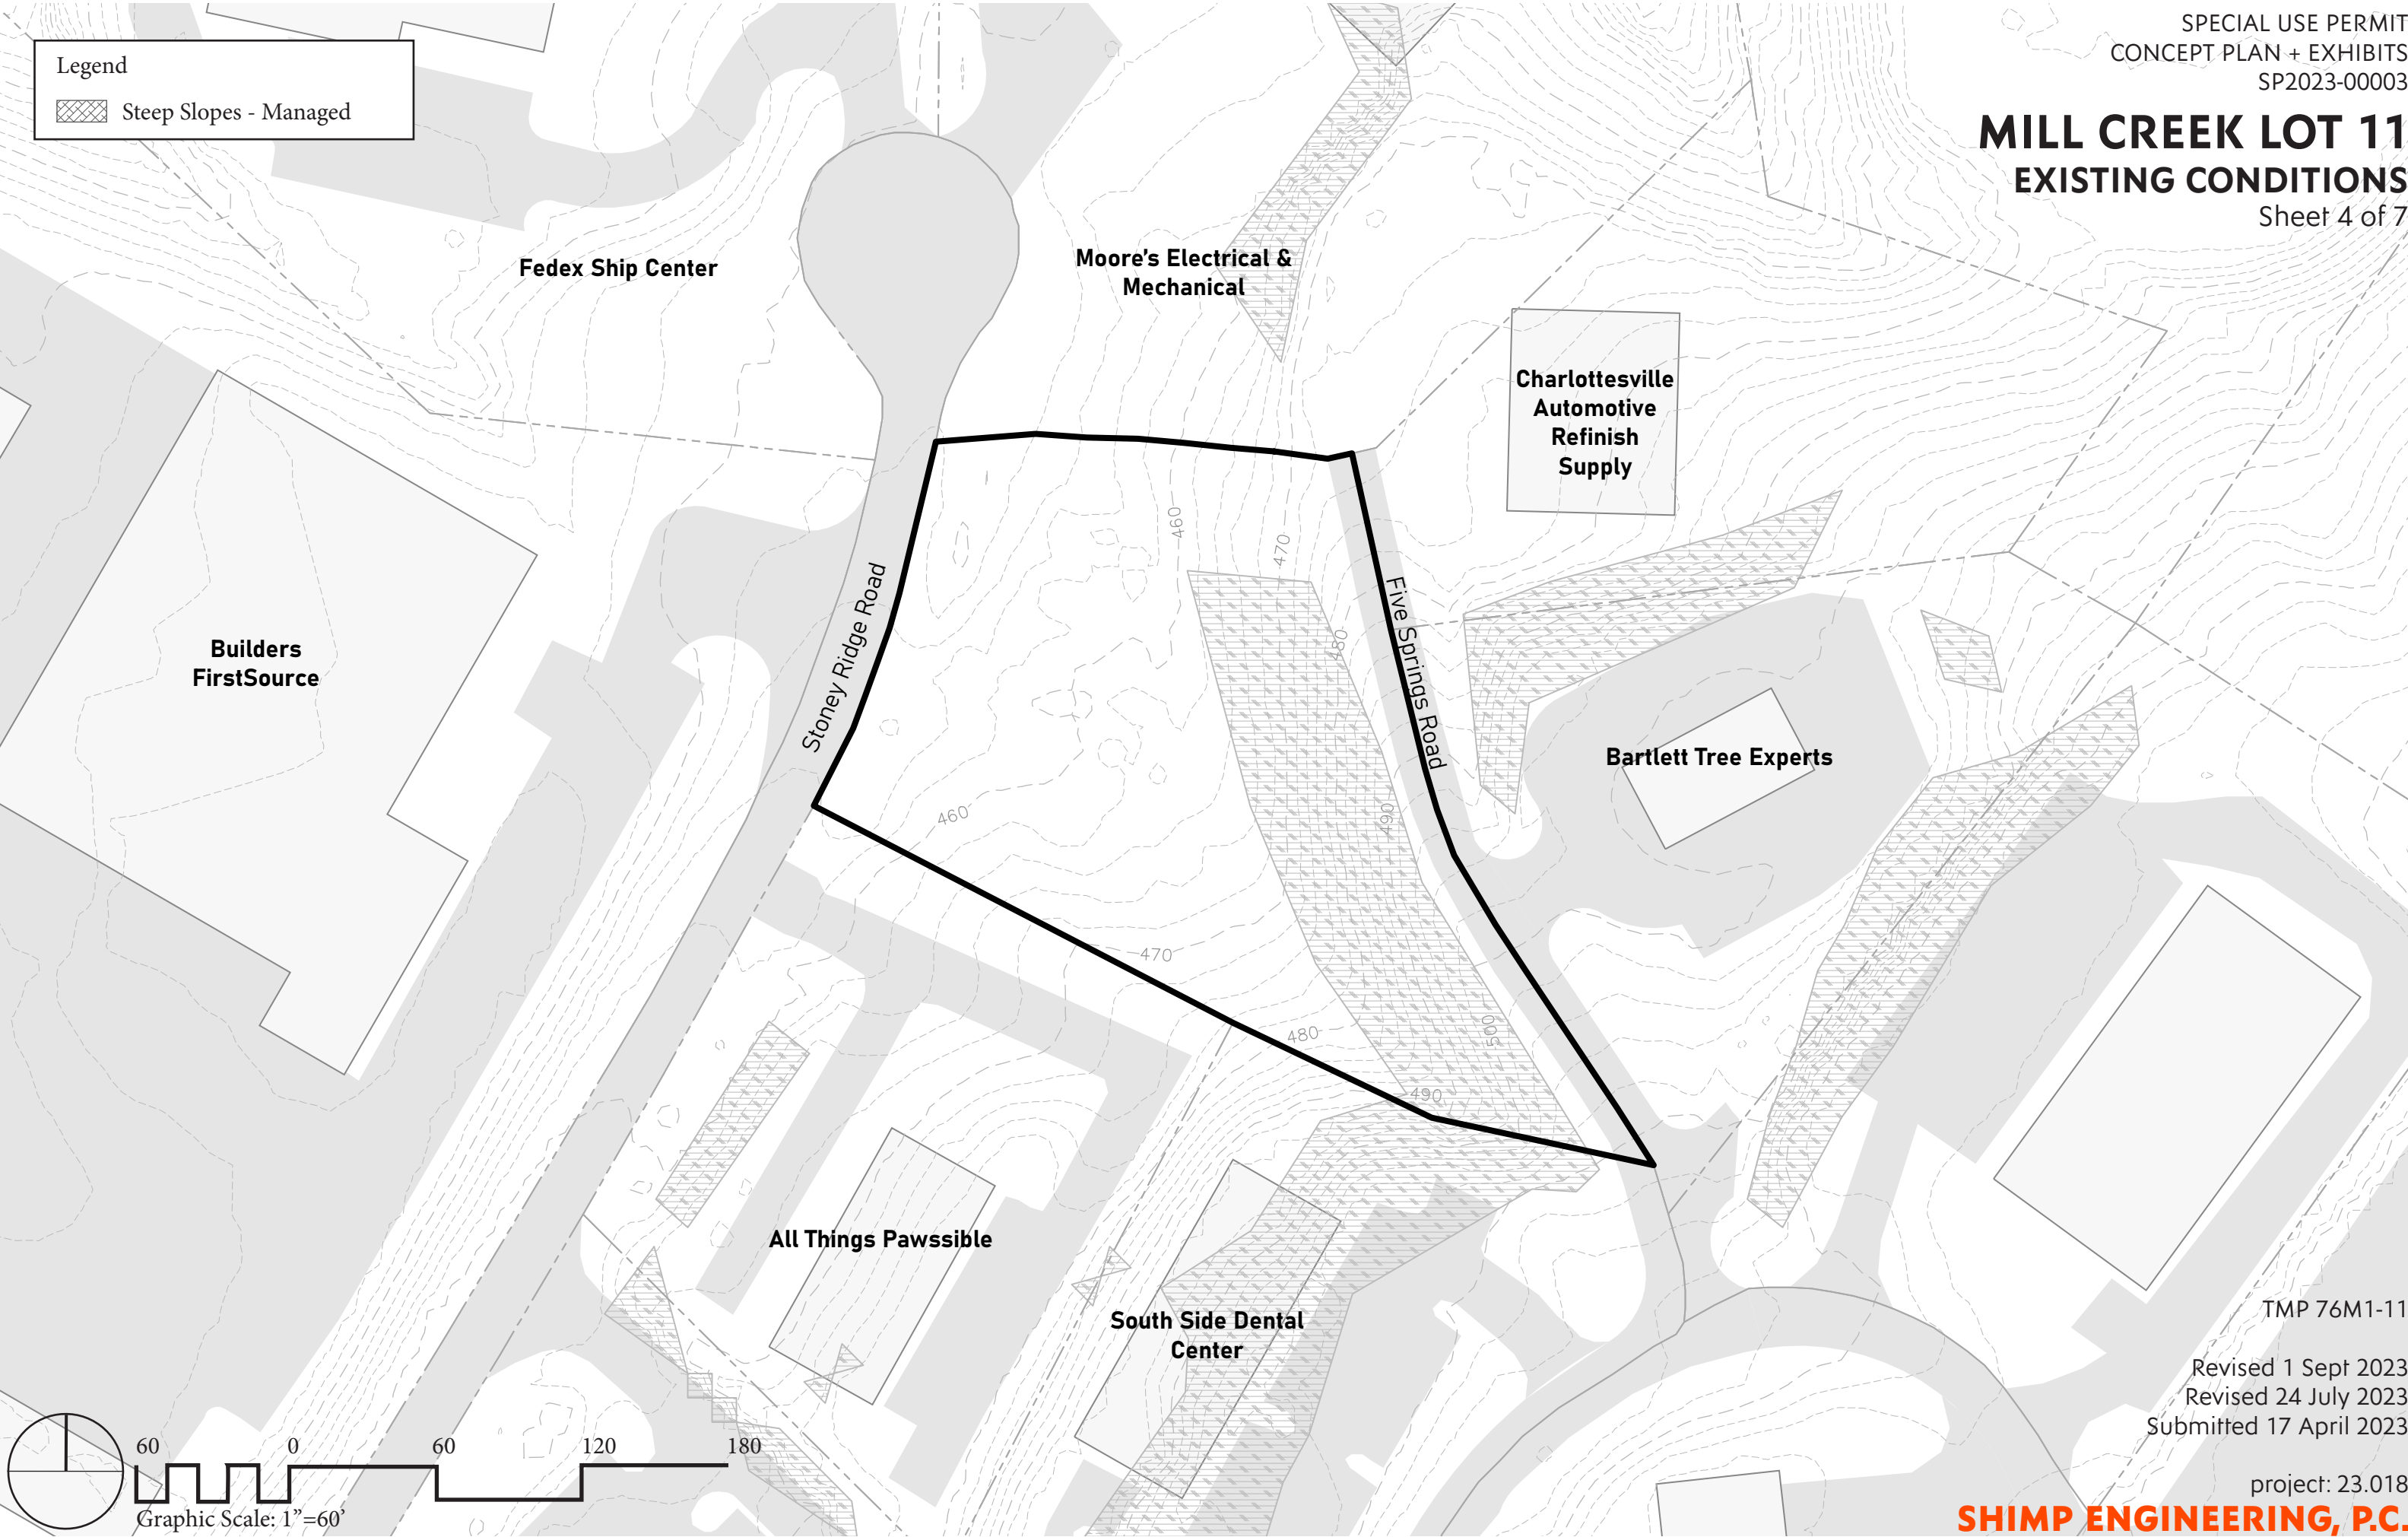 SPECIAL USE PERMIT
CONCEPT PLAN + EXHIBITS
SP2023-00003
MILL CREEK LOT 11
EXISTING CONDITIONS
Sheet 4 of 7
Legend
Steep Slopes - Managed
Fedex Ship Center
Moore’s Electrical &
Mechanical
Charlottesville
Automotive
Refinish
Supply
460
470
Stoney Ridge Road
Five Springs Road
480
Builders
FirstSource
Bartlett Tree Experts
460
490
470
480
500
490
All Things Pawssible
South Side Dental
Center
TMP 76M1-11
Revised 1 Sept 2023
Revised 24 July 2023
Submitted 17 April 2023
project: 23.018
SHIMP ENGINEERING, P.C.
60 0 60 120 180
Graphic Scale: 1”=60’